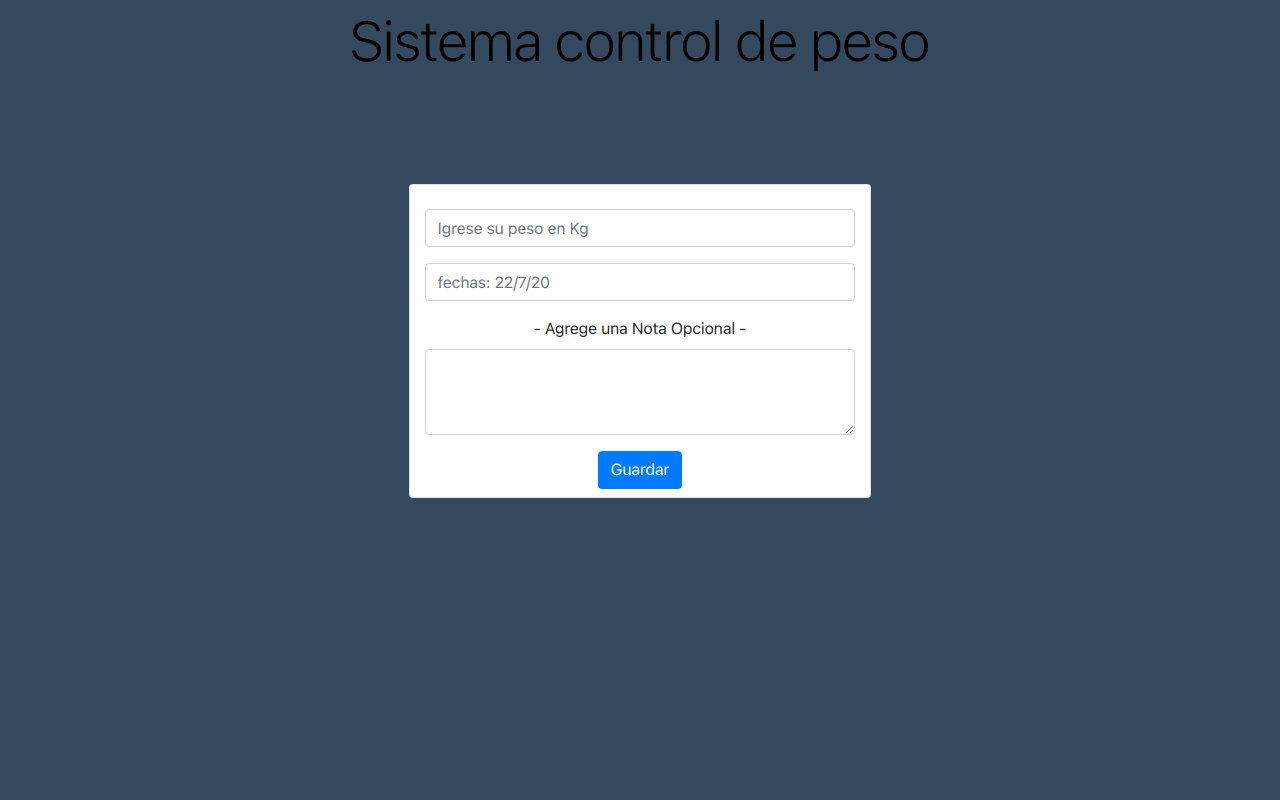 Sistema control de peso
Igrese su peso en Kg
fechas: 22/7/20
- Agrege una Nota Opcional -
Guardar